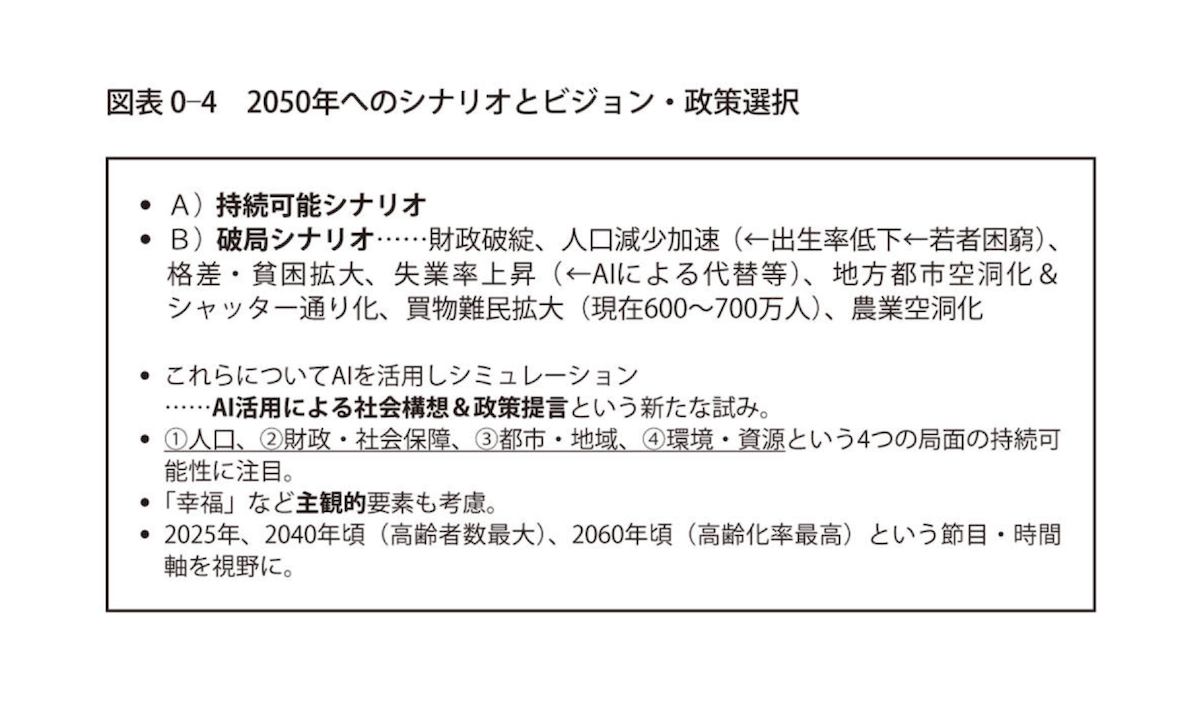 図表 0-4　2050年へのシナリオとビジョン・政策選択
• A）持続可能シナリオ
• B）破局シナリオ……財政破綻、人口減少加速（←出生率低下←若者困窮）、
格差・貧困拡大、失業率上昇（←AIによる代替等）、地方都市空洞化＆
シャッター通り化、買物難民拡大（現在600〜700万人）、農業空洞化
• これらについてAIを活用しシミュレーション
……AI活用による社会構想＆政策提言という新たな試み。
• ①人口、②財政・社会保障、③都市・地域、④環境・資源という4つの局面の持続可
能性に注目。
• 「幸福」など主観的要素も考慮。
• 2025年、2040年頃（高齢者数最大）、2060年頃（高齢化率最高）という節目・時間
軸を視野に。